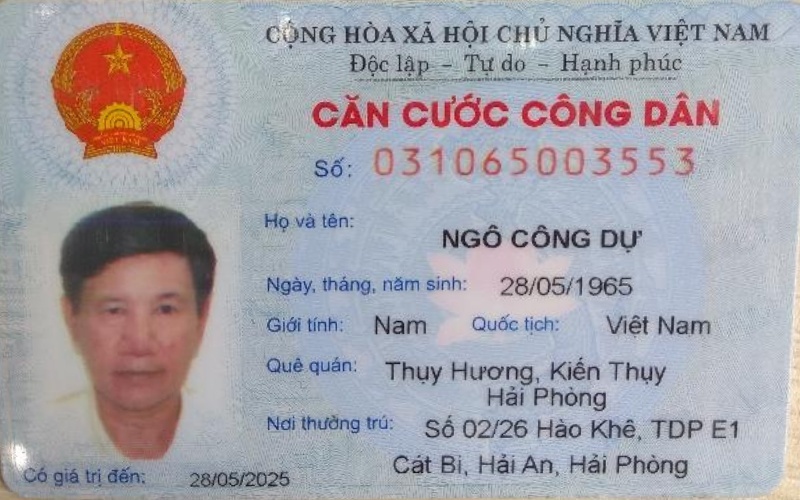 CỘNG HÒA XÃ HỘI CHỦ NGHĨA VIỆT NAM
Độc lập - Tự do - Hạnh phúc
CĂN CƯỚC CÔNG DÂN
Số: 031065003553
Họ và tên:
NGÔ CÔNG DỰ
Ngày, tháng, năm sinh: 28/05/1965
Giới tính: Nam Quốc tịch: Việt Nam
Quê quán: Thụy Hương, Kiến Thụy
Hải Phòng
Nơi thường trú: Số 02/26 Hào Khê, TDP E1
Cát Bi, Hải An, Hải Phòng
Có giá trị đến: 28/05/2025